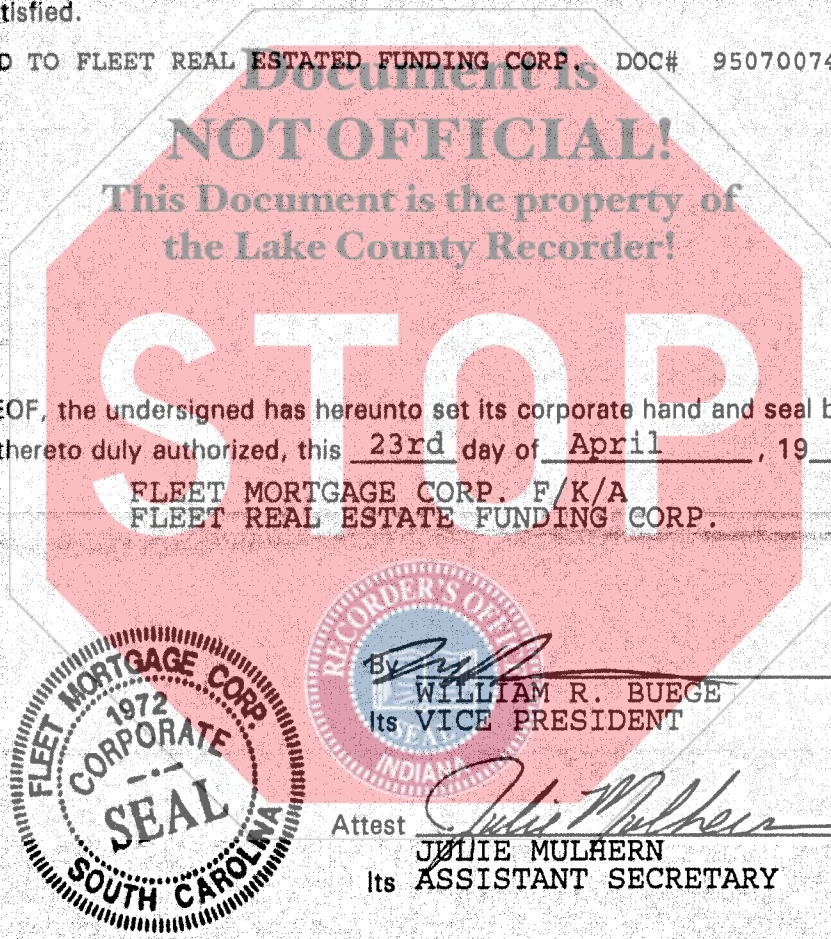 tisfied.
D TO FLEET REAL ESTATED FUNDING CORP. DOC# 95070074
Document is
NOT OFFICIAL!
This Document is the property of
the Lake County Recorder!
STOP
EOF, the undersigned has hereunto set its corporate hand and seal b
thereto duly authorized, this 23rd day of April, 19
FLEET MORTGAGE CORP. F/K/A
FLEET REAL ESTATE FUNDING CORP.
RECORDER'S OFFICE
SEAL
INDIANA
By
WILLIAM R. BUEGE
Its VICE PRESIDENT
FLEET MORTGAGE CORP.
1972
CORPORATE
SEAL
SOUTH CAROLINA
Attest Julie Mulhern
JULIE MULHERN
Its ASSISTANT SECRETARY